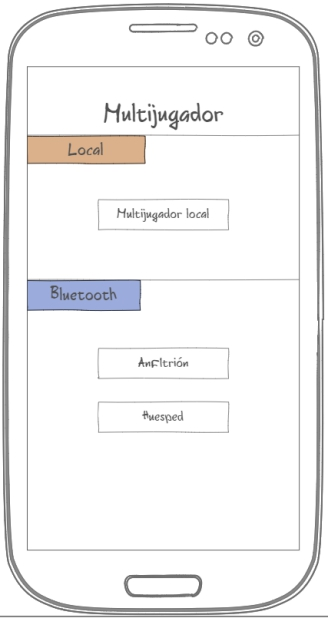 Multijugador
Local
Multijugador local
Bluetooth
Anfitrión
Huesped